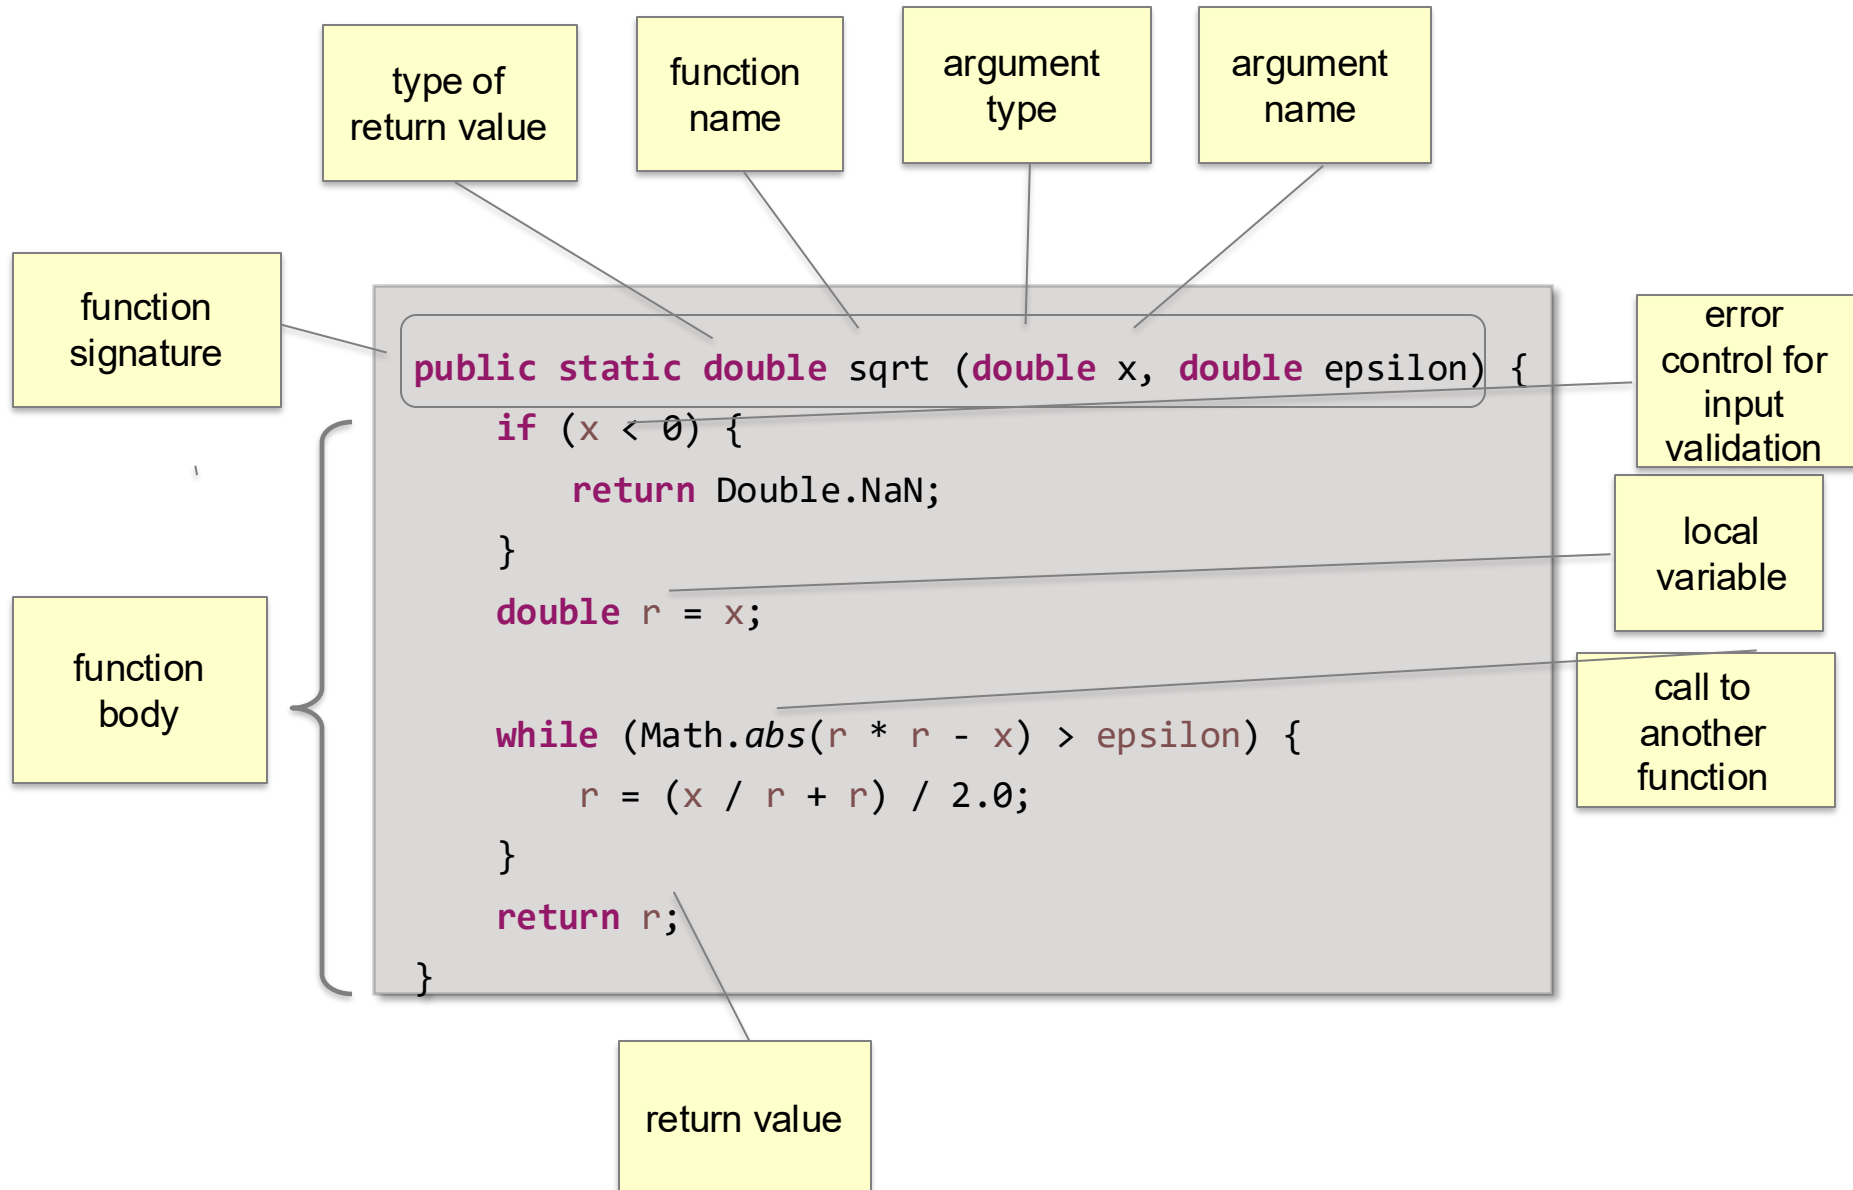 type of
return value
function
name
argument
type
argument
name
function
signature
public static double sqrt (double x, double epsilon) {
if (x < 0) {
return Double.NaN;
}
double r = x;
while (Math.abs(r * r - x) > epsilon) {
r = (x / r + r) / 2.0;
}
return r;
}
error
control for
input
validation
local
variable
call to
another
function
function
body
return value